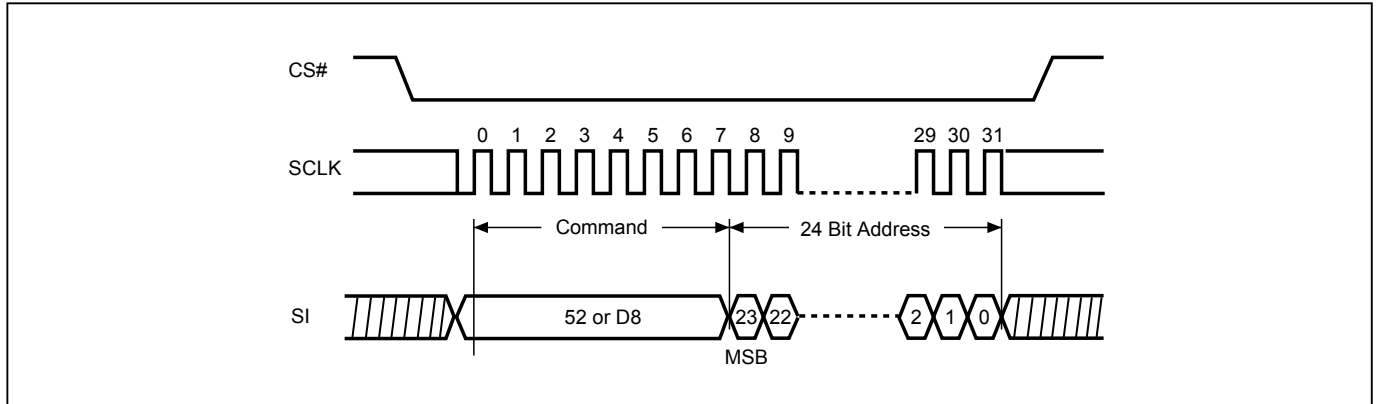 CS#
0 1 2 3 4 5 6 7 8 9 29 30 31
SCLK
Command 24 Bit Address
SI 52 or D8 23 22 2 1 0
MSB